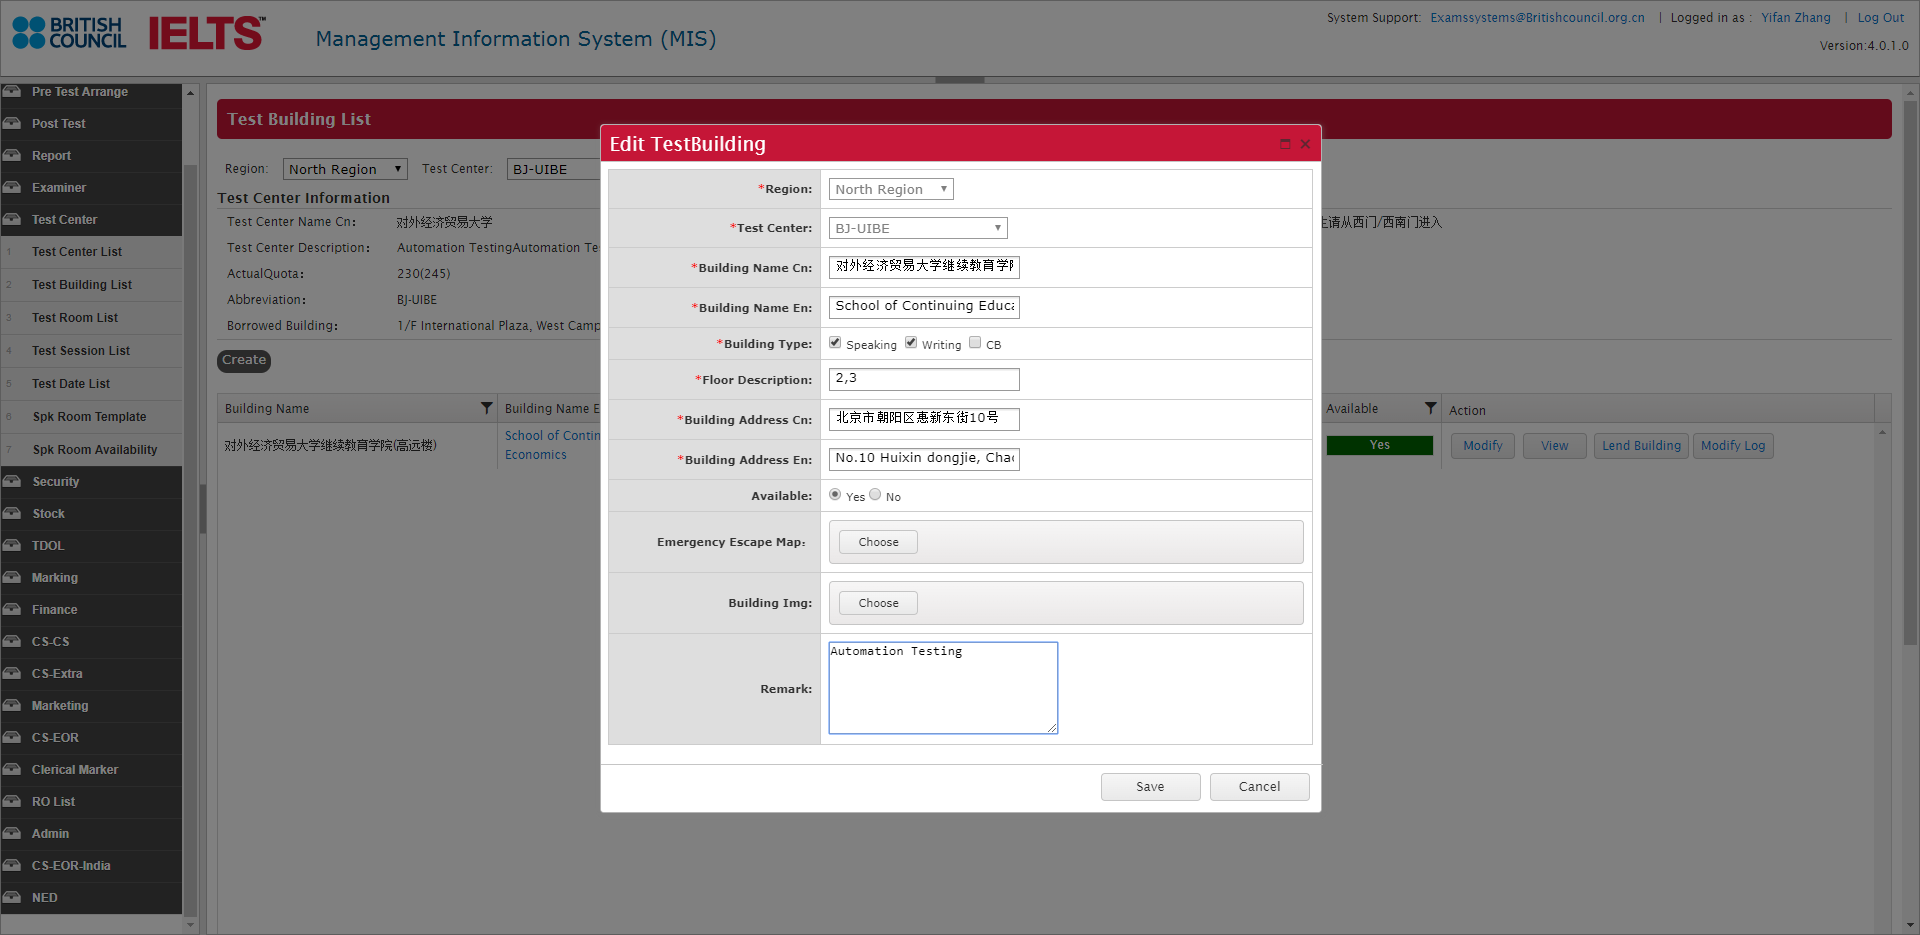 BRITISH
COUNCIL
IELTS™
Management Information System (MIS)
System Support: Examssystems@Britishcouncil.org.cn | Logged in as : Yifan Zhang | Log Out
Version:4.0.1.0
Pre Test Arrange
Post Test
Report
Examiner
Test Center
1 Test Center List
2 Test Building List
3 Test Room List
4 Test Session List
5 Test Date List
6 Spk Room Template
7 Spk Room Availability
Security
Stock
TDOL
Marking
Finance
CS-CS
CS-Extra
Marketing
CS-EOR
Clerical Marker
RO List
Admin
CS-EOR-India
NED
Test Building List
Region: North Region Test Center: BJ-UIBE
Test Center Information
Test Center Name Cn: 对外经济贸易大学
请从西门/西南门进入
Test Center Description: Automation TestingAutomation Te
ActualQuota: 230(245)
Abbreviation: BJ-UIBE
Borrowed Building: 1/F International Plaza, West Camp
Create
Building Name Building Name E Available Action
对外经济贸易大学继续教育学院(高远楼) School of Contin
Economics
Yes Modify View Lend Building Modify Log
Edit TestBuilding
*Region: North Region
*Test Center: BJ-UIBE
*Building Name Cn: 对外经济贸易大学继续教育学
*Building Name En: School of Continuing Educa
*Building Type: Speaking Writing CB
*Floor Description: 2,3
*Building Address Cn: 北京市朝阳区惠新东街10号
*Building Address En: No.10 Huixin dongjie, Chao
Available: Yes No
Emergency Escape Map: Choose
Building Img: Choose
Remark: Automation Testing
Save Cancel